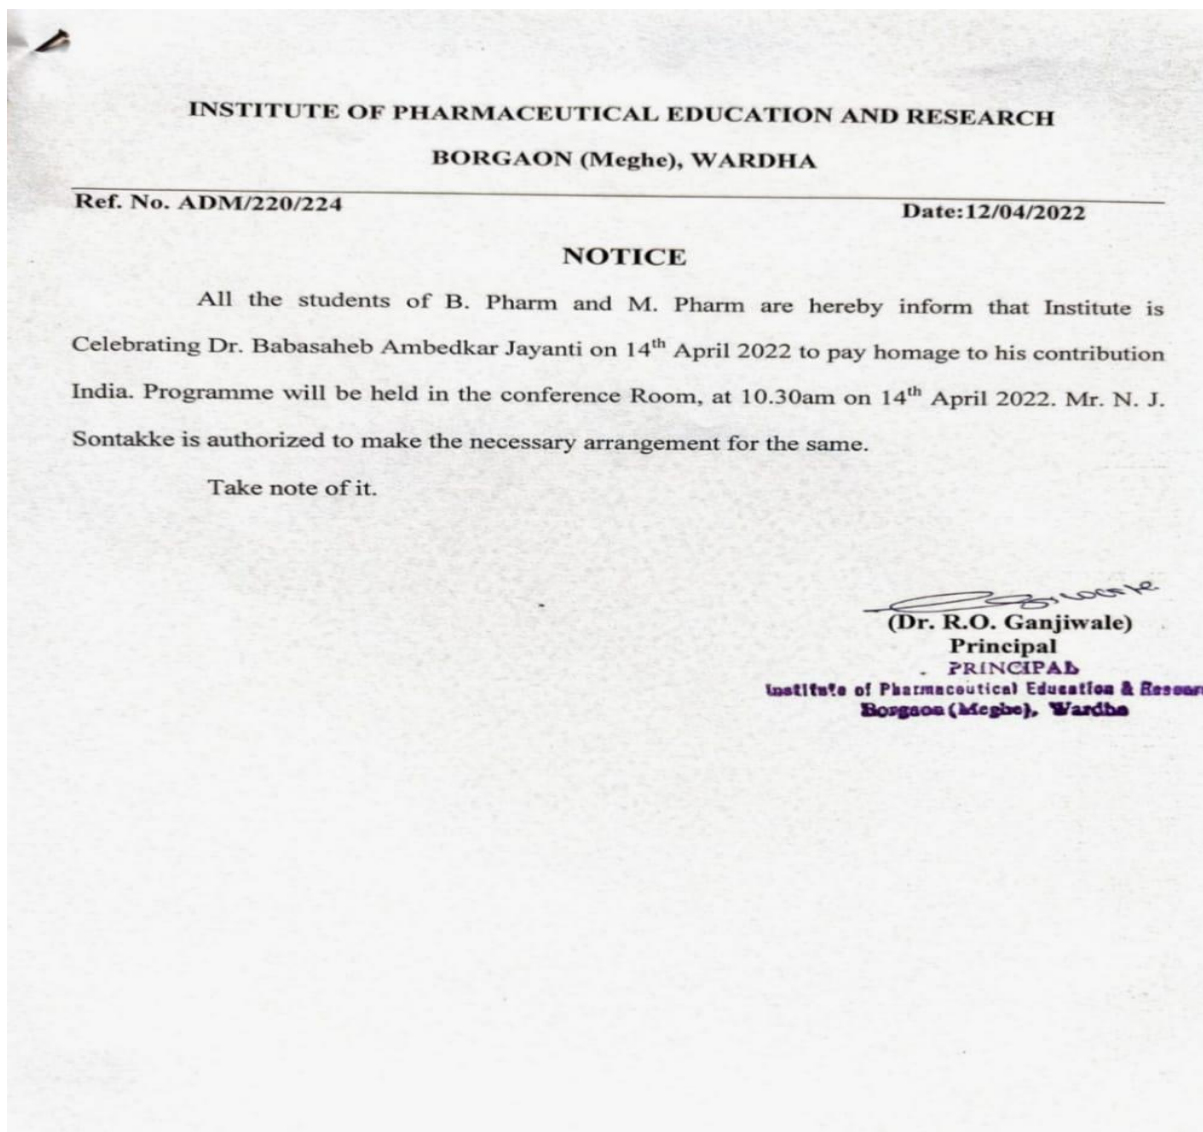 INSTITUTE OF PHARMACEUTICAL EDUCATION AND RESEARCH
BORGAON (Meghe), WARDHA
Ref. No. ADM/220/224
Date:12/04/2022
NOTICE
All the students of B. Pharm and M. Pharm are hereby inform that Institute is
Celebrating Dr. Babasaheb Ambedkar Jayanti on 14th April 2022 to pay homage to his contribution
India. Programme will be held in the conference Room, at 10.30am on 14th April 2022. Mr. N. J.
Sontakke is authorized to make the necessary arrangement for the same.
Take note of it.
(Dr. R.O. Ganjiwale)
Principal
PRINCIPAL
Institute of Pharmaceutical Education &
Borgaon (Meghe), Wardha